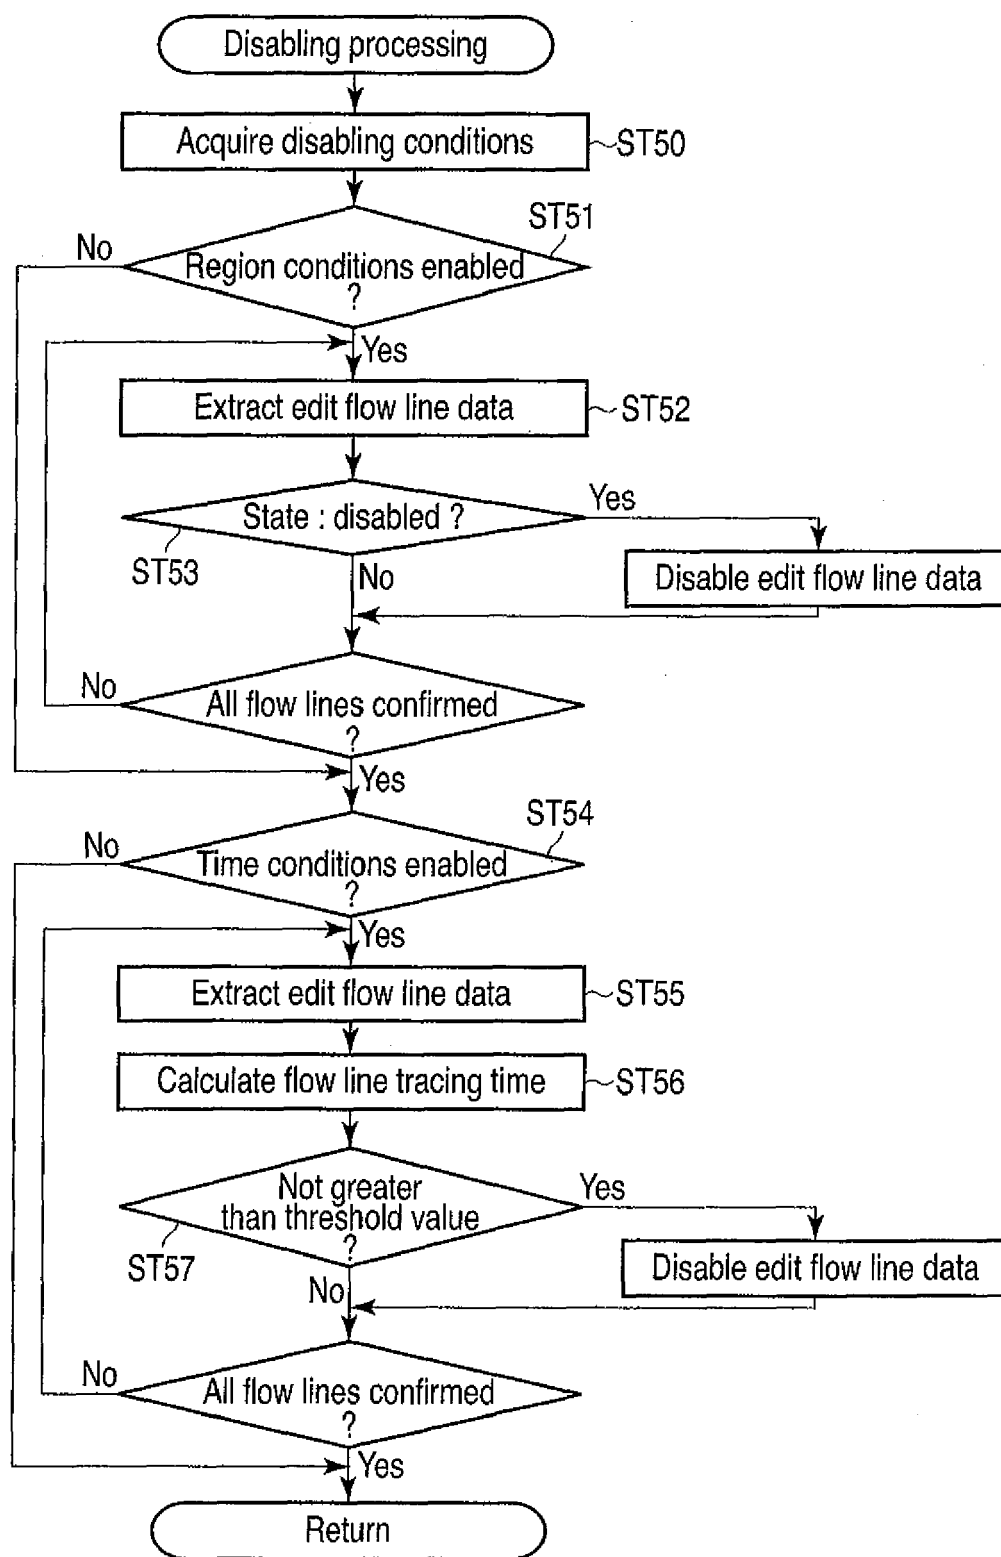 Disabling processing
Acquire disabling conditions
ST50
ST51
No
Region conditions enabled
?
Yes
Extract edit flow line data
ST52
State : disabled ?
Yes
ST53
No
Disable edit flow line data
No
All flow lines confirmed
?
Yes
ST54
No
Time conditions enabled
?
Yes
Extract edit flow line data
ST55
Calculate flow line tracing time
ST56
Not greater
than threshold value
?
Yes
ST57
No
Disable edit flow line data
No
All flow lines confirmed
?
Yes
Return